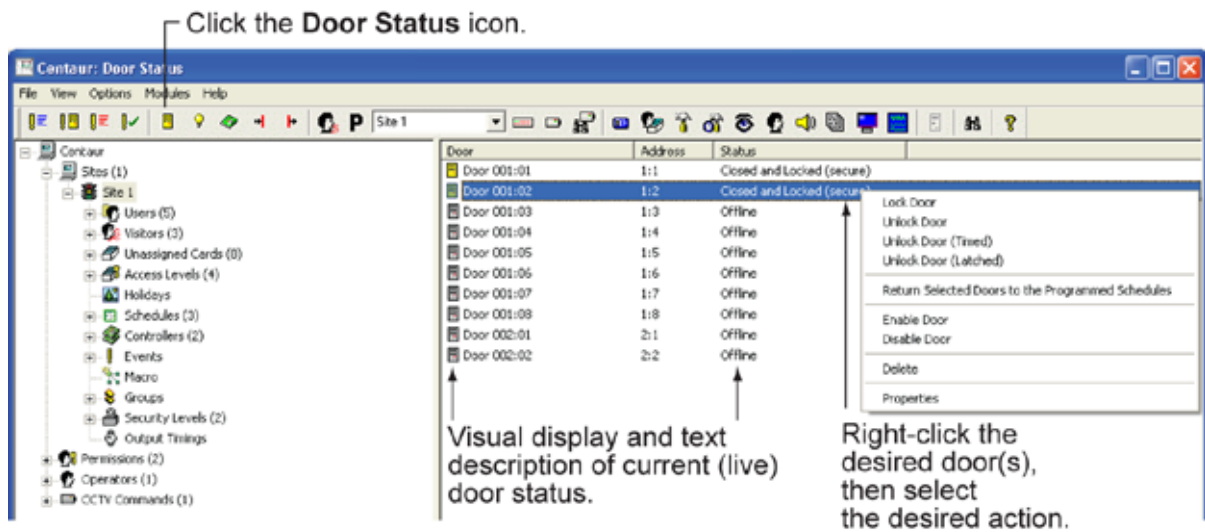 Click the Door Status icon.
Centaur: Door Status
File View Options Modules Help
P Site 1
Centaur
Sites (1)
Site 1
Users (5)
Visitors (3)
Unassigned Cards (0)
Access Levels (4)
Holidays
Schedules (3)
Controllers (2)
Events
Macro
Groups
Security Levels (2)
Output Timings
Permissions (2)
Operators (1)
CCTV Commands (1)
Door Address Status
Door 001:01 1:1 Closed and Locked (secure)
Door 001:02 1:2 Closed and Locked (secure)
Door 001:03 1:3 Offline
Door 001:04 1:4 Offline
Door 001:05 1:5 Offline
Door 001:06 1:6 Offline
Door 001:07 1:7 Offline
Door 001:08 1:8 Offline
Door 002:01 2:1 Offline
Door 002:02 2:2 Offline
Lock Door
Unlock Door
Unlock Door (Timed)
Unlock Door (Latched)
Return Selected Doors to the Programmed Schedules
Enable Door
Disable Door
Delete
Properties
Visual display and text
description of current (live)
door status.
Right-click the
desired door(s),
then select
the desired action.